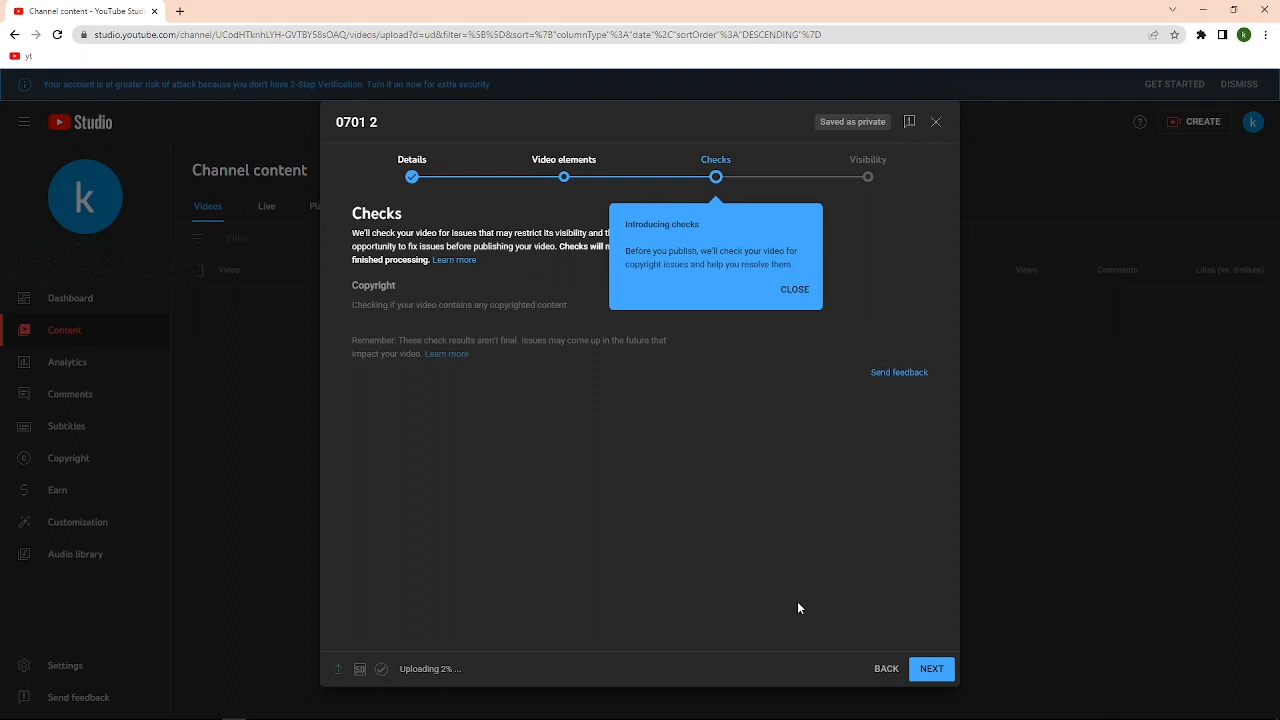 Channel content - YouTube Studi
studio.youtube.com/channel/UCodHTknhLYH-GVTBY58sOAQ/videos/upload?d=ud&filter=%5B%5D&sort=%7B"columnType"%3A"date"%2C"sortOrder"%3A"DESCENDING"%7D
k
yt
Your account is at greater risk of attack because you don't have 2-Step Verification. Turn it on now for extra security
GET STARTED
DISMISS
Studio
0701 2
Saved as private
CREATE
k
k
Details
Video elements
Checks
Visibility
Channel content
Videos
Live
Pla
Filter
Video
Views
Comments
Likes (vs. dislikes)
Checks
We'll check your video for issues that may restrict its visibility and th
opportunity to fix issues before publishing your video. Checks will n
finished processing. Learn more
Introducing checks
Before you publish, we'll check your video for
copyright issues and help you resolve them.
CLOSE
Copyright
Checking if your video contains any copyrighted content
Remember: These check results aren't final. Issues may come up in the future that
impact your video. Learn more
Send feedback
Dashboard
Content
Analytics
Comments
Subtitles
Copyright
Earn
Customization
Audio library
Settings
Send feedback
SD
Uploading 2% ...
BACK
NEXT